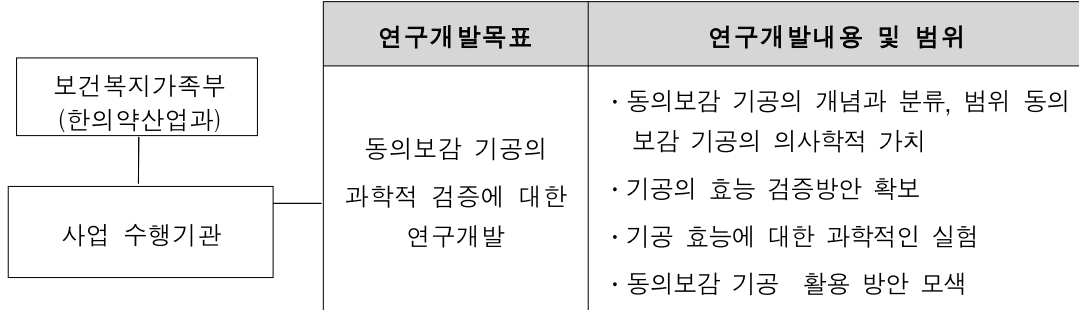 보건복지가족부
(한의약산업과)
사업 수행기관
연구개발목표
동의보감 기공의
과학적 검증에 대한
연구개발
연구개발내용 및 범위
· 동의보감 기공의 개념과 분류, 범위 동의
보감 기공의 의사학적 가치
· 기공의 효능 검증방안 확보
· 기공 효능에 대한 과학적인 실험
· 동의보감 기공 활용 방안 모색